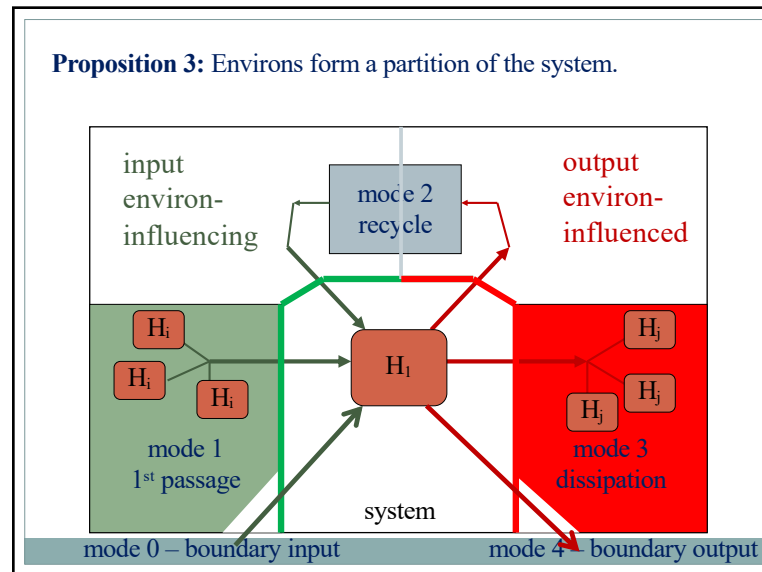 Proposition 3: Environs form a partition of the system.
input
environ-
influencing
mode 2
recycle
output
environ-
influenced
H₁
Hᵢ
Hᵢ
Hᵢ
mode 1
1ˢᵗ passage
Hⱼ
Hⱼ
Hⱼ
mode 3
dissipation
system
mode 0 – boundary input
mode 4 – boundary output